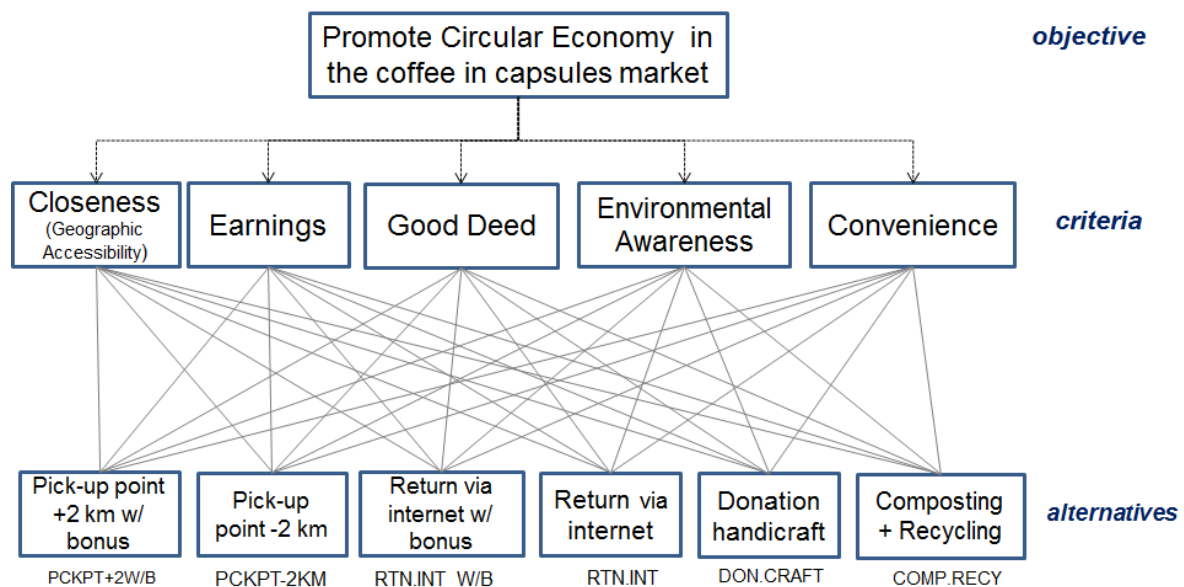 Promote Circular Economy in
the coffee in capsules market
objective
Closeness
(Geographic
Accessibility)
Earnings
Good Deed
Environmental
Awareness
Convenience
criteria
Pick-up point
+2 km w/
bonus
Pick-up
point -2 km
Return via
internet w/
bonus
Return via
internet
Donation
handicraft
Composting
+ Recycling
alternatives
PCKPT+2W/B
PCKPT-2KM
RTN.INT_W/B
RTN.INT
DON.CRAFT
COMP.RECY